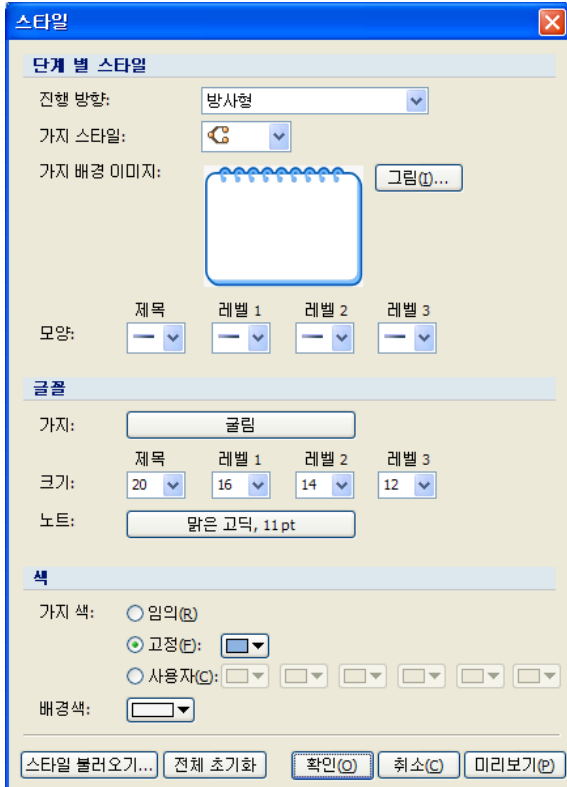 스타일
단계 별 스타일
진행 방향: 방사형
가지 스타일:
가지 배경 이미지: 그림(I)...
제목 레벨 1 레벨 2 레벨 3
모양:
글꼴
가지: 굴림
제목 레벨 1 레벨 2 레벨 3
크기: 20 16 14 12
노트: 맑은 고딕, 11 pt
색
가지 색: 임의(R)
고정(F):
사용자(C):
배경색:
스타일 불러오기... 전체 초기화 확인(O) 취소(C) 미리보기(P)